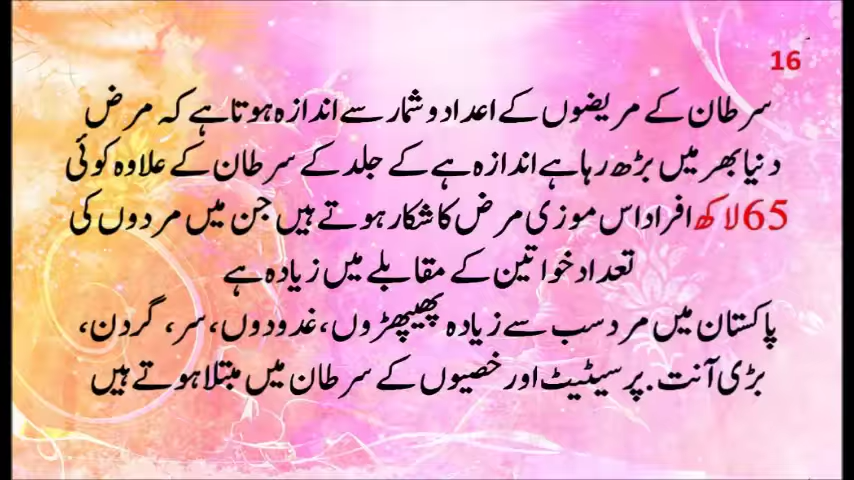 16
سرطان کے مریضوں کے اعداد و شمار سے اندازہ ہوتا ہے کہ مرض
دنیا بھر میں بڑھ رہا ہے اندازہ ہے کے جلد کے سرطان کے علاوہ کوئی
65 لاکھ افراد اس موزی مرض کا شکار ہوتے ہیں جن میں مردوں کی
تعداد خواتین کے مقابلے میں زیادہ ہے
پاکستان میں مرد سب سے زیادہ پھیپھڑوں، غدودوں، سر، گردن،
بڑی آنت. پرسیٹیٹ اور خصیوں کے سرطان میں مبتلا ہوتے ہیں